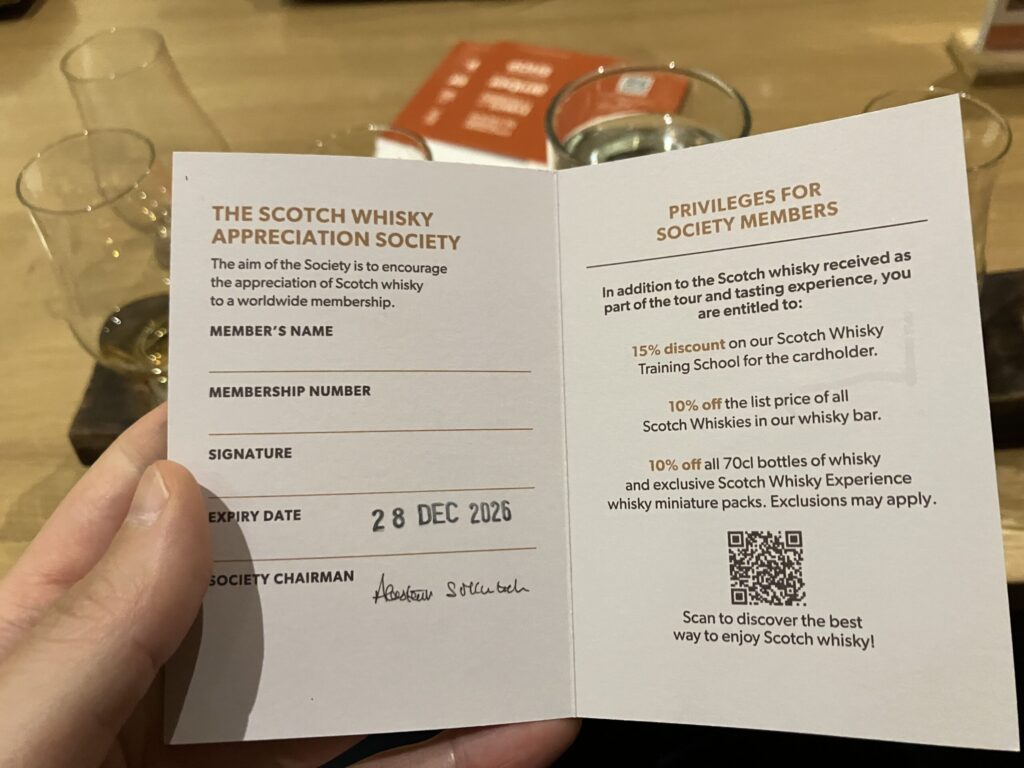 THE SCOTCH WHISKY
APPRECIATION SOCIETY
The aim of the Society is to encourage
the appreciation of Scotch whisky
to a worldwide membership.
MEMBER'S NAME
MEMBERSHIP NUMBER
SIGNATURE
EXPIRY DATE 28 DEC 2026
SOCIETY CHAIRMAN
PRIVILEGES FOR
SOCIETY MEMBERS
In addition to the Scotch whisky received as
part of the tour and tasting experience, you
are entitled to:
15% discount on our Scotch Whisky
Training School for the cardholder.
10% off the list price of all
Scotch Whiskies in our whisky bar.
10% off all 70cl bottles of whisky
and exclusive Scotch Whisky Experience
whisky miniature packs. Exclusions may apply.
Scan to discover the best
way to enjoy Scotch whisky!